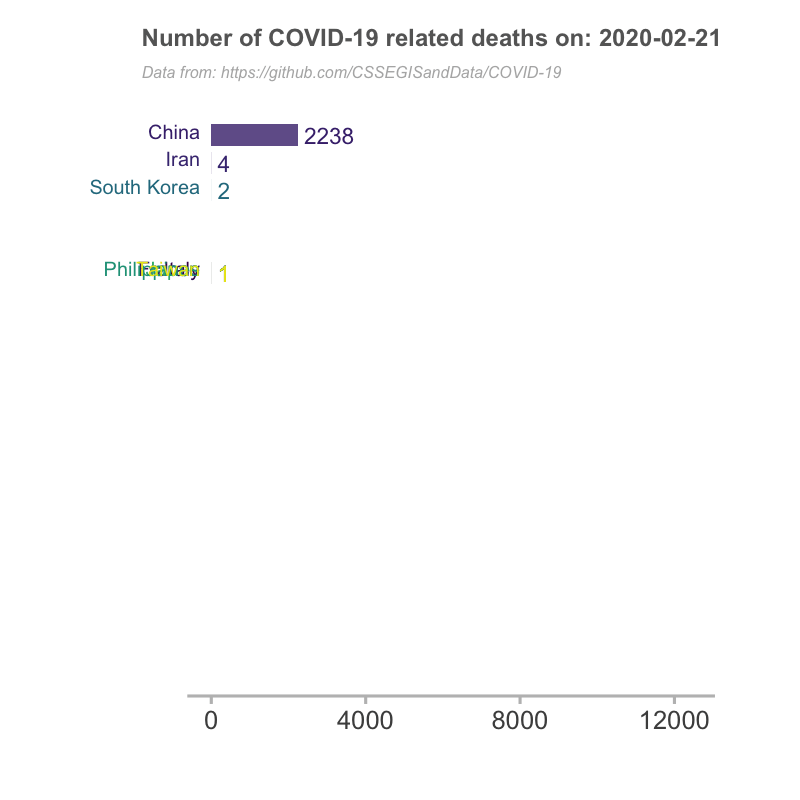 Number of COVID-19 related deaths on: 2020-02-21
Data from: https://github.com/CSSEGISandData/COVID-19
China 2238
Iran 4
South Korea 2
Taiwan 1
0 4000 8000 12000